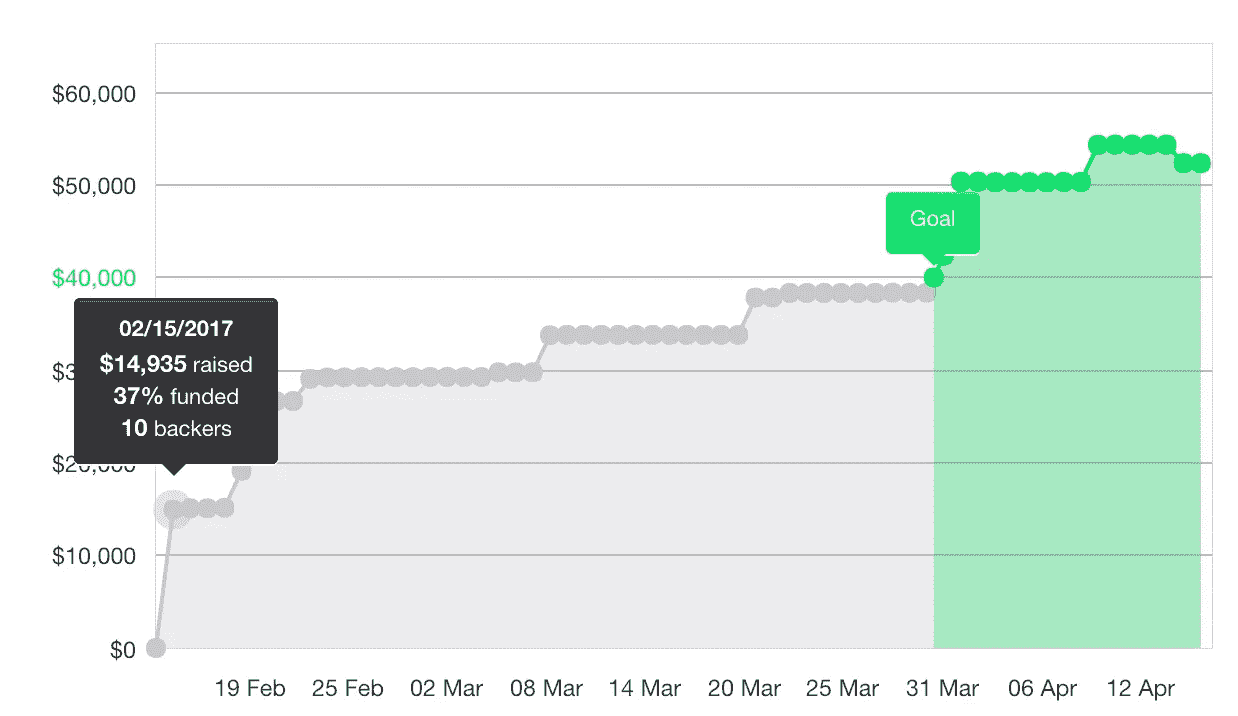 $60,000
$50,000
Goal
$40,000
02/15/2017
$14,935 raised
37% funded
10 backers
$10,000
$0
19 Feb 25 Feb 02 Mar 08 Mar 14 Mar 20 Mar 25 Mar 31 Mar 06 Apr 12 Apr